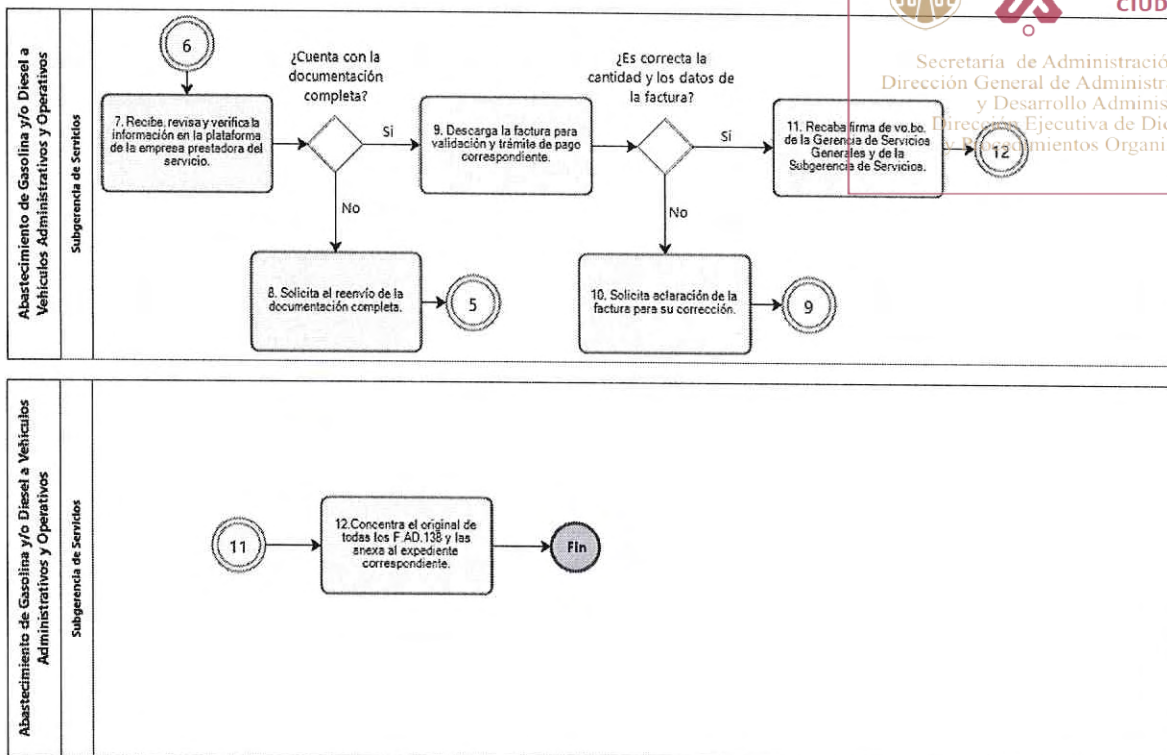 CIUD
Secretaría de Administració
Dirección General de Administra
y Desarrollo Adminis
Dirección Ejecutiva de Dic
y Procedimientos Organi
Abastecimiento de Gasolina y/o Diesel a
Vehículos Administrativos y Operativos
Subgerencia de Servicios
6
7. Recibe, revisa y verifica la
información en la plataforma
de la empresa prestadora del
servicio.
¿Cuenta con la
documentación
completa?
Si
No
8. Solicita el reenvío de la
documentación completa.
5
9. Descarga la factura para
validación y trámite de pago
correspondiente.
¿Es correcta la
cantidad y los datos de
la factura?
Sí
No
10. Solicita aclaración de la
factura para su corrección.
9
11. Recaba firma de vo.bo.
de la Gerencia de Servicios
Generales y de la
Subgerencia de Servicios.
12
Abastecimiento de Gasolina y/o Diesel a Vehículos
Administrativos y Operativos
Subgerencia de Servicios
11
12.Concentra el original de
todas los F.AD.138 y las
anexa al expediente
correspondiente.
Fin